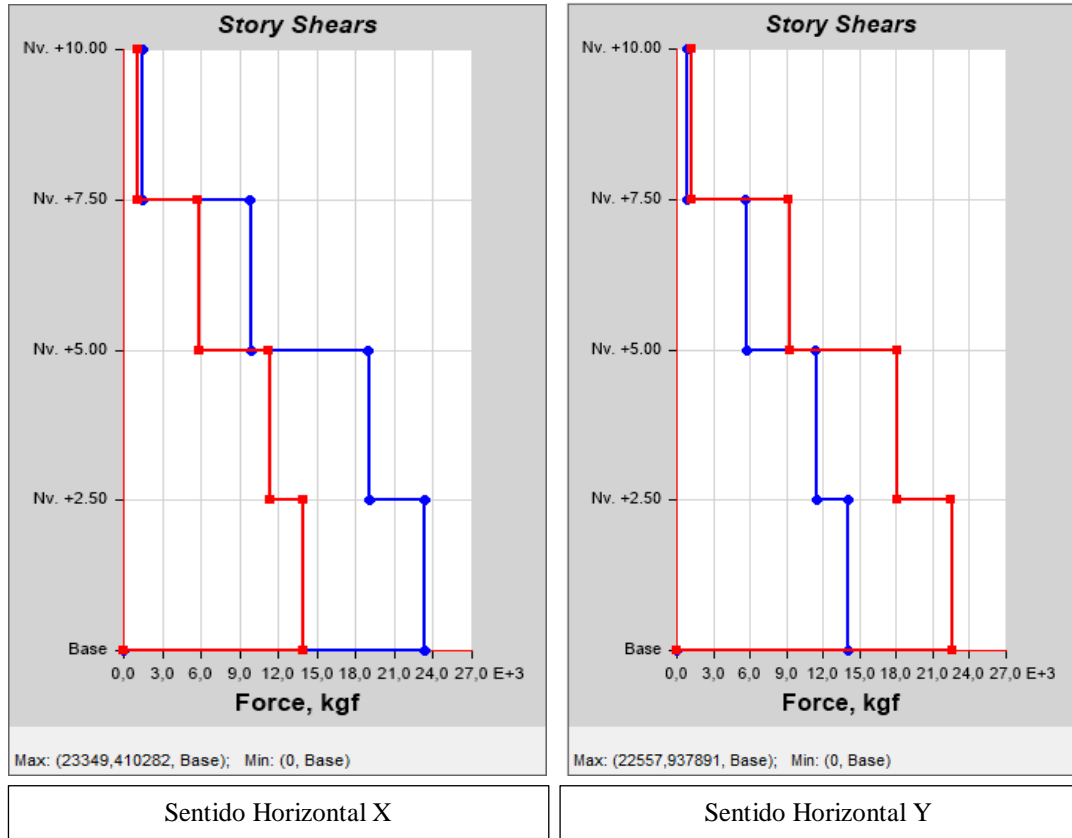 Story Shears
Nv. +10.00
Nv. +7.50
Nv. +5.00
Nv. +2.50
Base
0,0 3,0 6,0 9,0 12,0 15,0 18,0 21,0 24,0 27,0 E+3
Force, kgf
Max: (23349,410282, Base); Min: (0, Base)
Sentido Horizontal X
Story Shears
Nv. +10.00
Nv. +7.50
Nv. +5.00
Nv. +2.50
Base
0,0 3,0 6,0 9,0 12,0 15,0 18,0 21,0 24,0 27,0 E+3
Force, kgf
Max: (22557,937891, Base); Min: (0, Base)
Sentido Horizontal Y